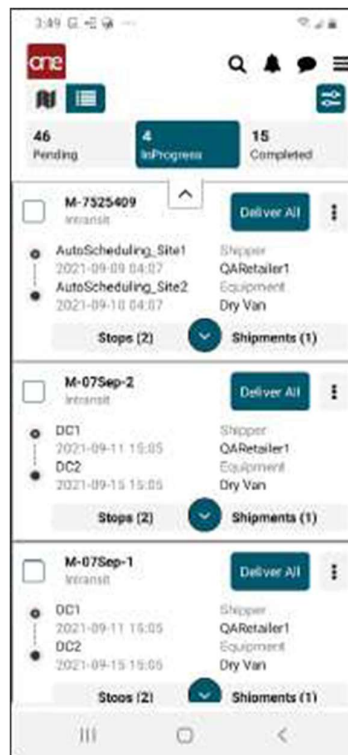 3:49
one
46
Pending
4
InProgress
15
Completed
M-7525409
Intransit
Deliver All
AutoScheduling_Site1
2021-09-09 04:07
AutoScheduling_Site2
2021-09-10 04:07
Shipper
QARetailer1
Equipment
Dry Van
Stops (2)
Shipments (1)
M-07Sep-2
Intransit
Deliver All
DC1
2021-09-11 15:05
DC2
2021-09-15 15:05
Shipper
QARetailer1
Equipment
Dry Van
Stops (2)
Shipments (1)
M-07Sep-1
Intransit
Deliver All
DC1
2021-09-11 15:05
DC2
2021-09-15 15:05
Shipper
QARetailer1
Equipment
Dry Van
Stops (2)
Shipments (1)